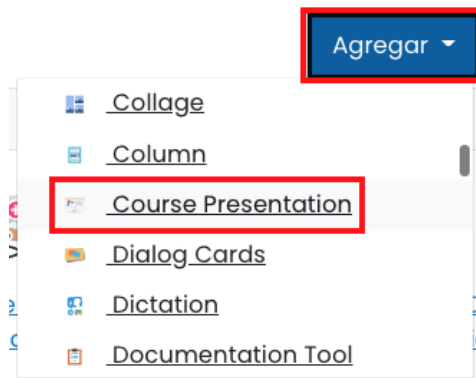 Agregar
Collage
Column
Course Presentation
Dialog Cards
Dictation
Documentation Tool